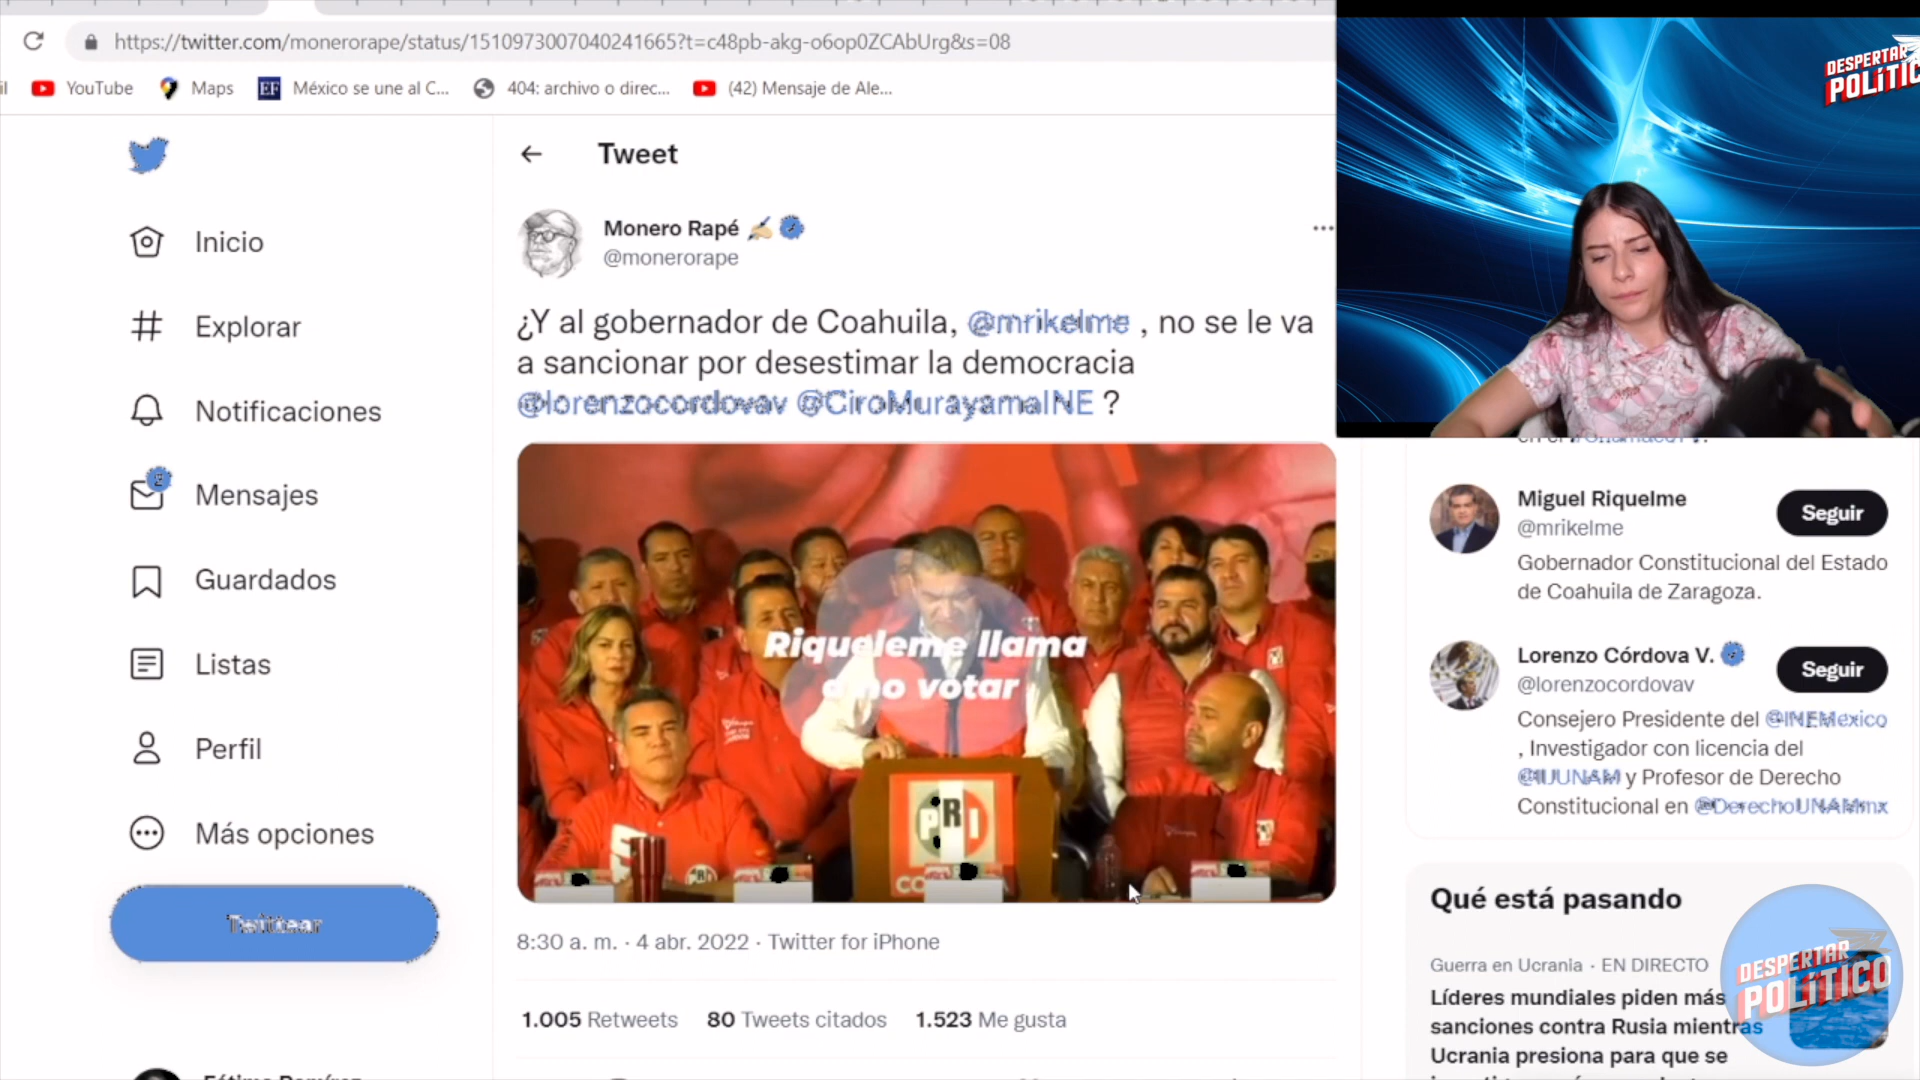 https://twitter.com/monerorape/status/1510973007040241665?t=c48pb-akg-o6op0ZCAbUrg&s=08
YouTube
Maps
EF México se une al C...
404: archivo o direc...
(42) Mensaje de Ale...
DESPERTAR
POLÍTICO
Tweet
Inicio
Explorar
Notificaciones
2
Mensajes
Guardados
Listas
Perfil
Más opciones
Twittear
Monero Rapé
@monerorape
¿Y al gobernador de Coahuila, @mrikelme , no se le va
a sancionar por desestimar la democracia
@lorenzocordovav @CiroMurayamaINE ?
Riqueleme llama
a no votar
PRI
8:30 a. m. · 4 abr. 2022 · Twitter for iPhone
1.005 Retweets 80 Tweets citados 1.523 Me gusta
Miguel Riquelme
@mrikelme
Seguir
Gobernador Constitucional del Estado
de Coahuila de Zaragoza.
Lorenzo Córdova V.
@lorenzocordovav
Seguir
Consejero Presidente del @INEMexico
, Investigador con licencia del
@IIJUNAM y Profesor de Derecho
Constitucional en @DerechoUNAMmx
Qué está pasando
Guerra en Ucrania · EN DIRECTO
Líderes mundiales piden más
sanciones contra Rusia mientras
Ucrania presiona para que se
DESPERTAR
POLÍTICO